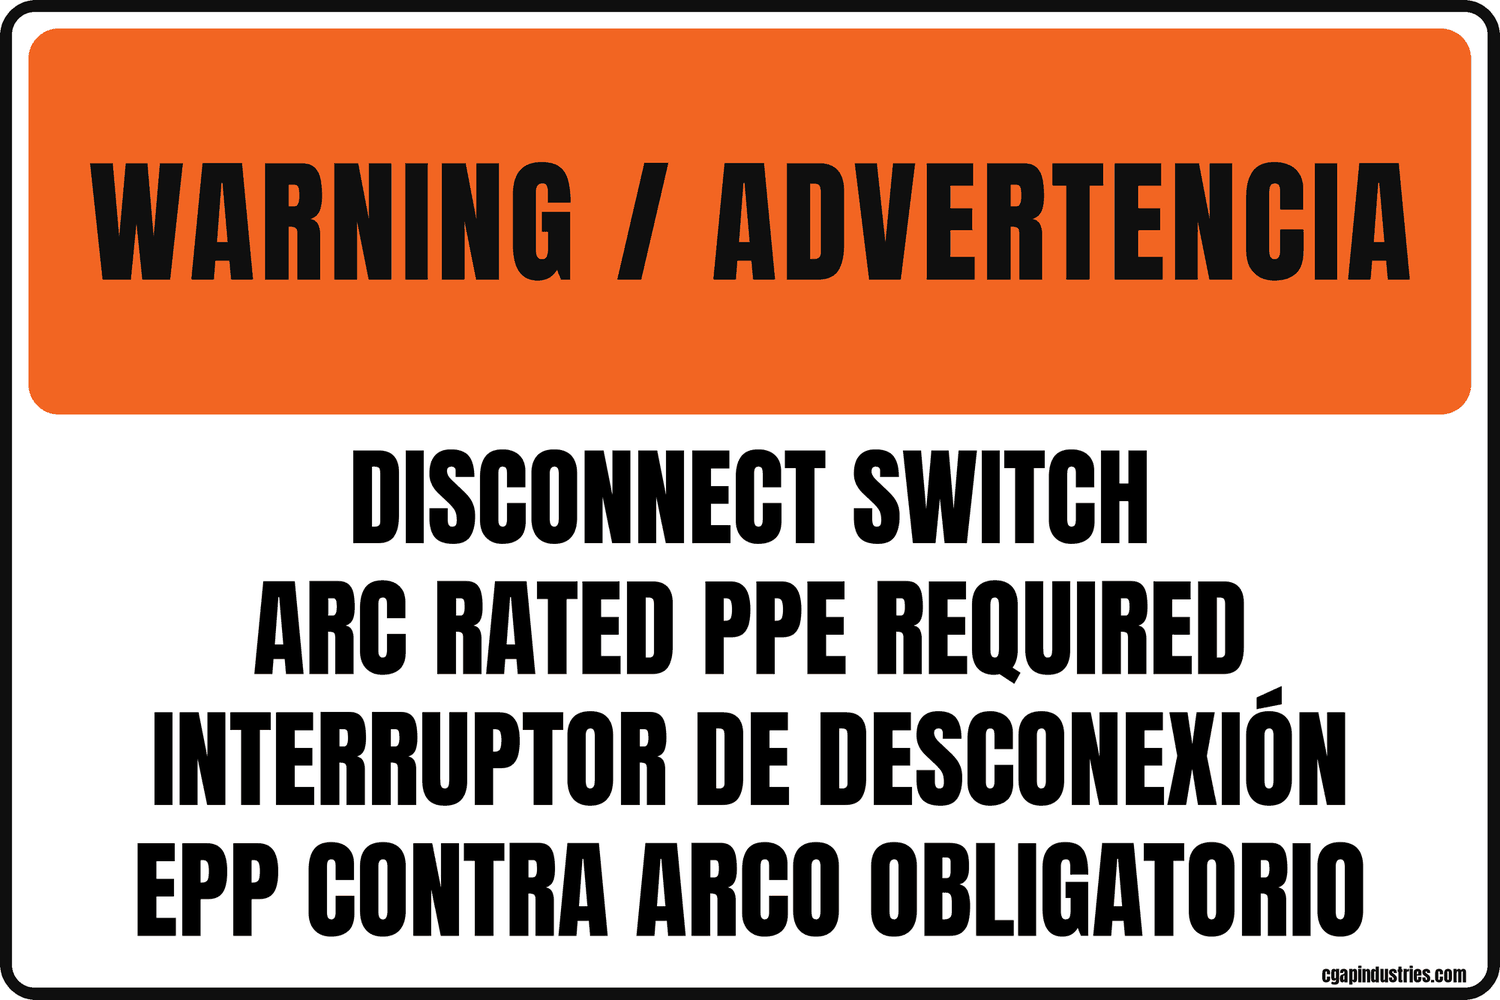 WARNING / ADVERTENCIA
DISCONNECT SWITCH
ARC RATED PPE REQUIRED
INTERRUPTOR DE DESCONEXIÓN
EPP CONTRA ARCO OBLIGATORIO
cgapindustries.com